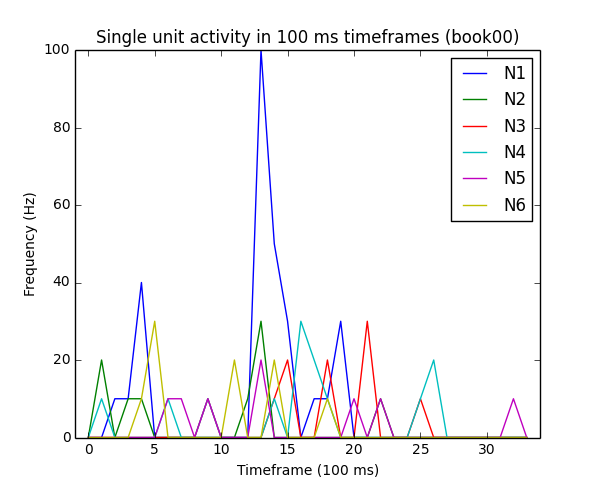 Single unit activity in 100 ms timeframes (book00)
100
80
60
40
20
0
Frequency (Hz)
N1
N2
N3
N4
N5
N6
0 5 10 15 20 25 30
Timeframe (100 ms)